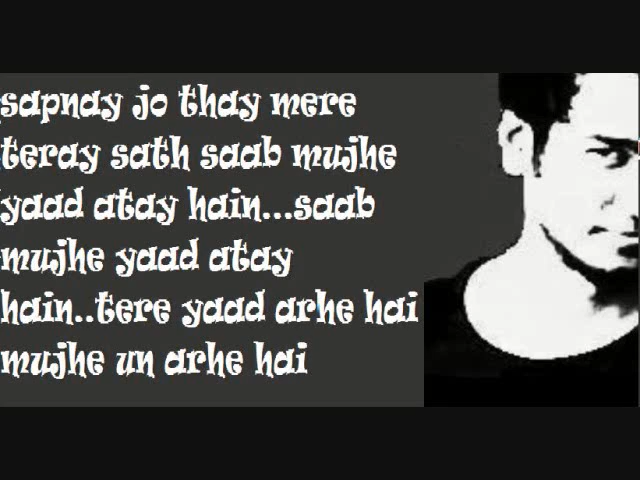 sapnay jo thay mere
teray sath saab mujhe
yaad atay hain...saab
mujhe yaad atay
hain..tere yaad arhe hai
mujhe un arhe hai